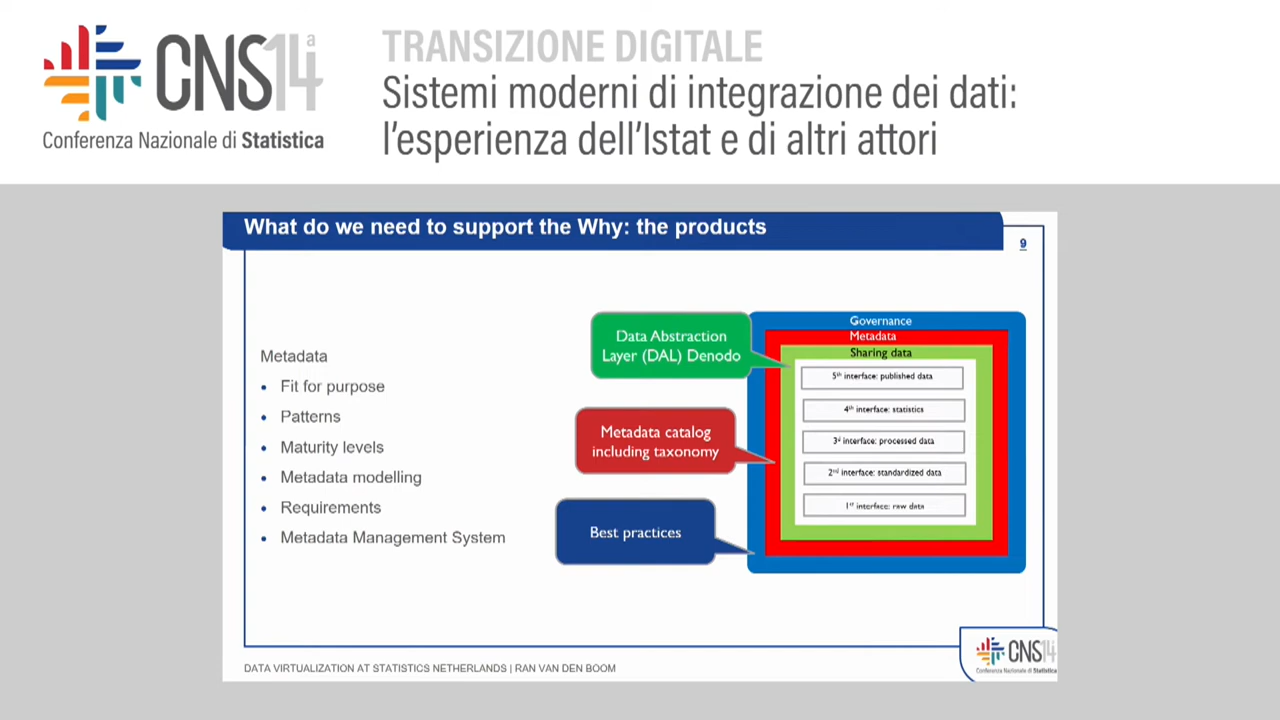 CNS14ª
Conferenza Nazionale di Statistica
TRANSIZIONE DIGITALE
Sistemi moderni di integrazione dei dati:
l'esperienza dell'Istat e di altri attori
What do we need to support the Why: the products
9
Metadata
• Fit for purpose
• Patterns
• Maturity levels
• Metadata modelling
• Requirements
• Metadata Management System
Data Abstraction
Layer (DAL) Denodo
Metadata catalog
including taxonomy
Best practices
Governance
Metadata
Sharing data
5th interface: published data
4th interface: statistics
3d interface: processed data
2nd interface: standardized data
1st interface: raw data
DATA VIRTUALIZATION AT STATISTICS NETHERLANDS | RAN VAN DEN BOOM
CNS14
Conferenza Nazionale di Statistica